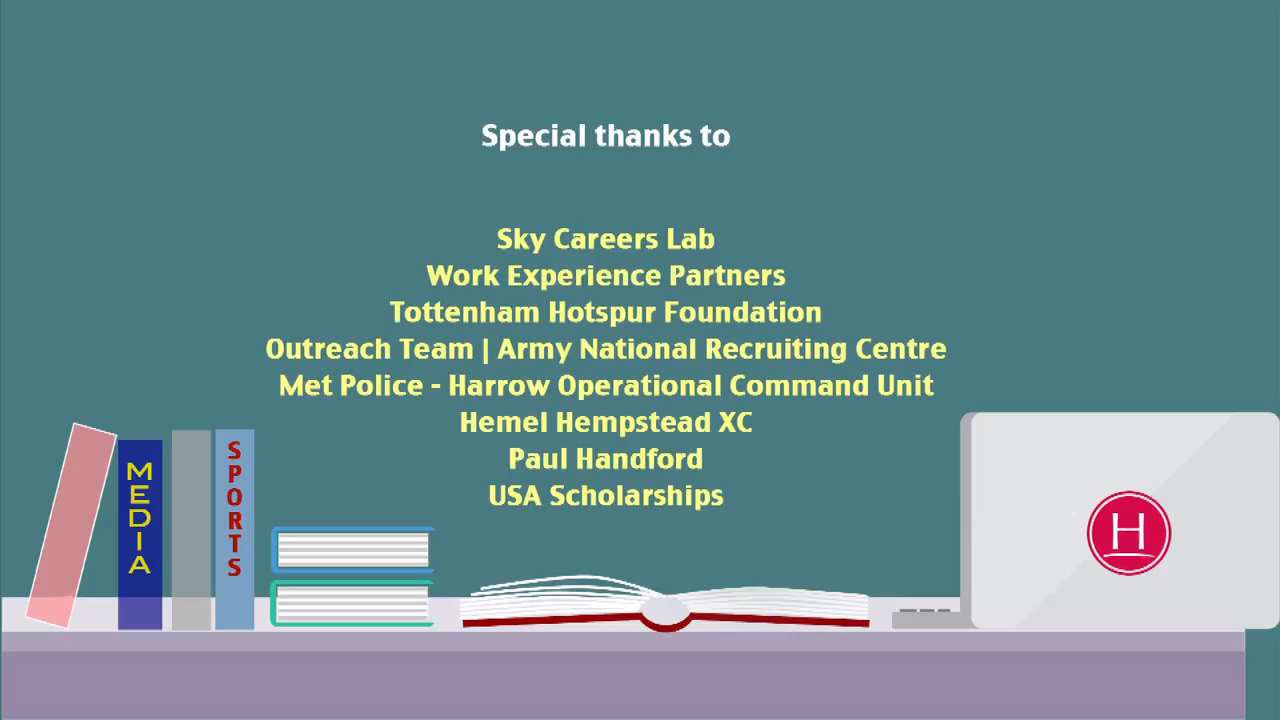 Special thanks to
Sky Careers Lab
Work Experience Partners
Tottenham Hotspur Foundation
Outreach Team | Army National Recruiting Centre
Met Police - Harrow Operational Command Unit
Hemel Hempstead XC
Paul Handford
USA Scholarships
MEDIA
SPORTS
H